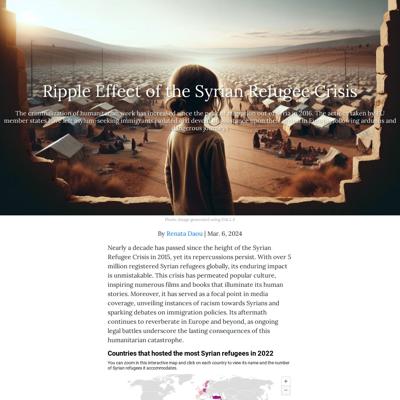 Ripple Effect of the Syrian Refugee Crisis
The criminalization of humanitarian work has increased since the peak of migration out of Syria in 2016. The actions taken by EU
member states have left asylum-seeking immigrants isolated and devoid of assistance upon their arrival in Europe following arduous and
dangerous journeys
Photo: Image generated using DALL-E
By Renata Daou | Mar. 6, 2024
Nearly a decade has passed since the height of the Syrian
Refugee Crisis in 2015, yet its repercussions persist. With over 5
million registered Syrian refugees globally, its enduring impact
is unmistakable. This crisis has permeated popular culture,
inspiring numerous films and books that illuminate its human
stories. Moreover, it has served as a focal point in media
coverage, unveiling instances of racism towards Syrians and
sparking debates on immigration policies. Its aftermath
continues to reverberate in Europe and beyond, as ongoing
legal battles underscore the lasting consequences of this
humanitarian catastrophe.
Countries that hosted the most Syrian refugees in 2022
You can zoom in this interactive map and click on each country to view its name and the number
of Syrian refugees it accommodates.
+
−